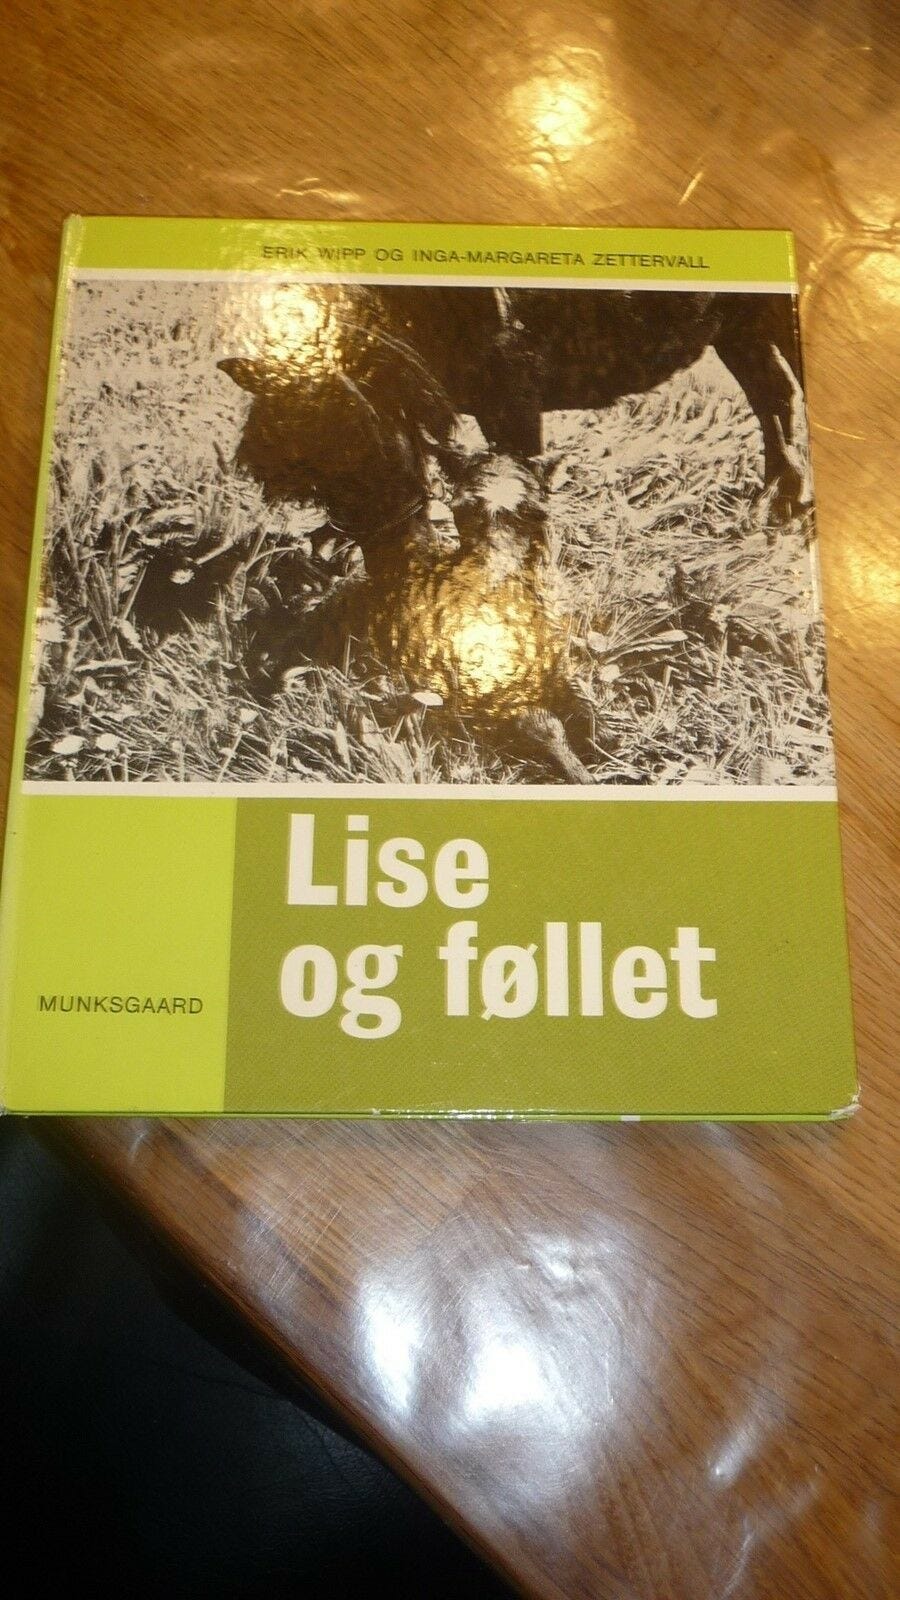 ERIK WIPP OG INGA-MARGARETA ZETTERVALL
Lise
og føllet
MUNKSGAARD